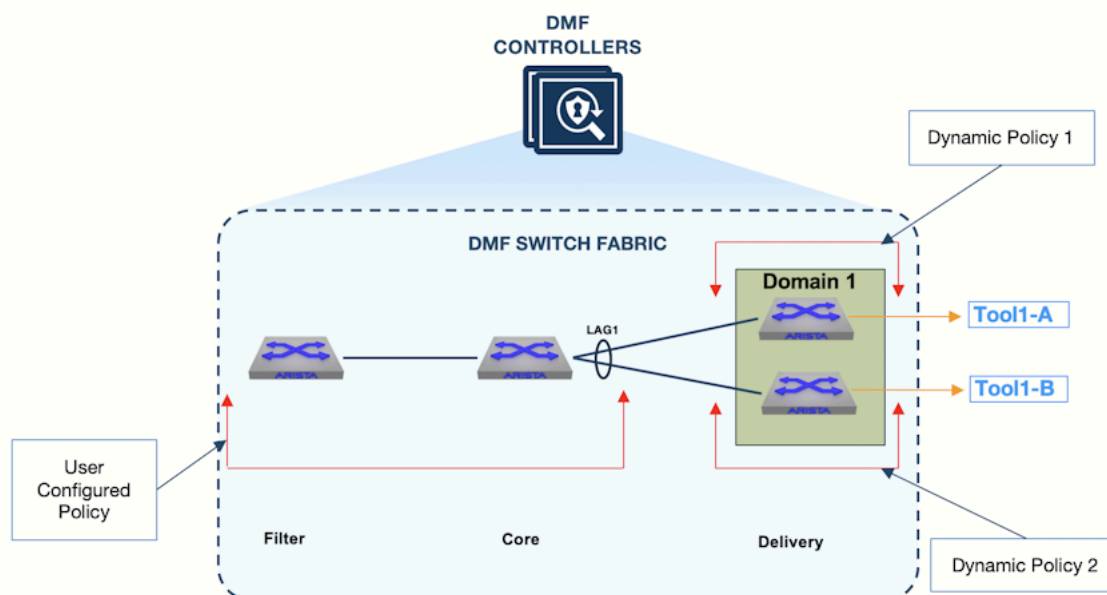 DMF
CONTROLLERS
Dynamic Policy 1
DMF SWITCH FABRIC
Domain 1
LAG1
Tool1-A
ARISTA
ARISTA
ARISTA
Tool1-B
ARISTA
User
Configured
Policy
Filter
Core
Delivery
Dynamic Policy 2